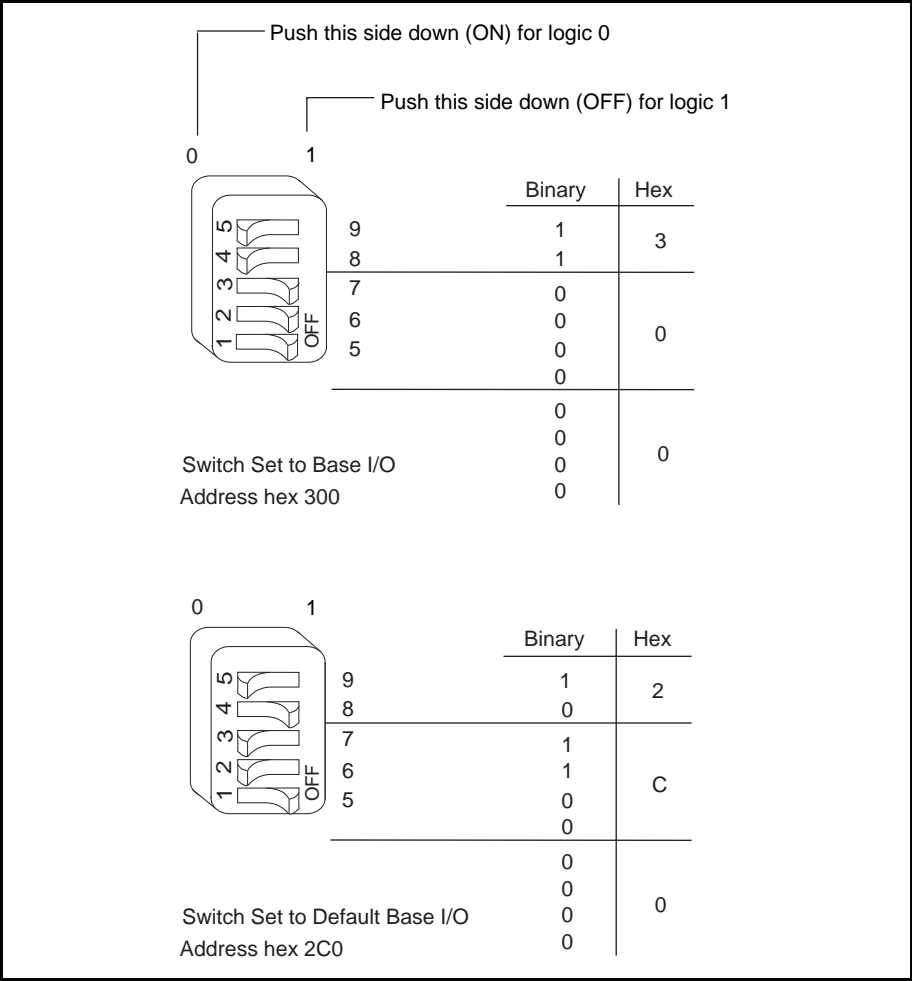 Push this side down (ON) for logic 0
Push this side down (OFF) for logic 1
0 1
Binary Hex
5 9 1 3
4 8 1
3 7 0
2 6 0 0
1 OFF 5 0
0
0
0
Switch Set to Base I/O 0 0
Address hex 300 0
0 1
Binary Hex
5 9 1 2
4 8 0
3 7 1
2 6 1 C
1 OFF 5 0
0
0
0
Switch Set to Default Base I/O 0 0
Address hex 2C0 0